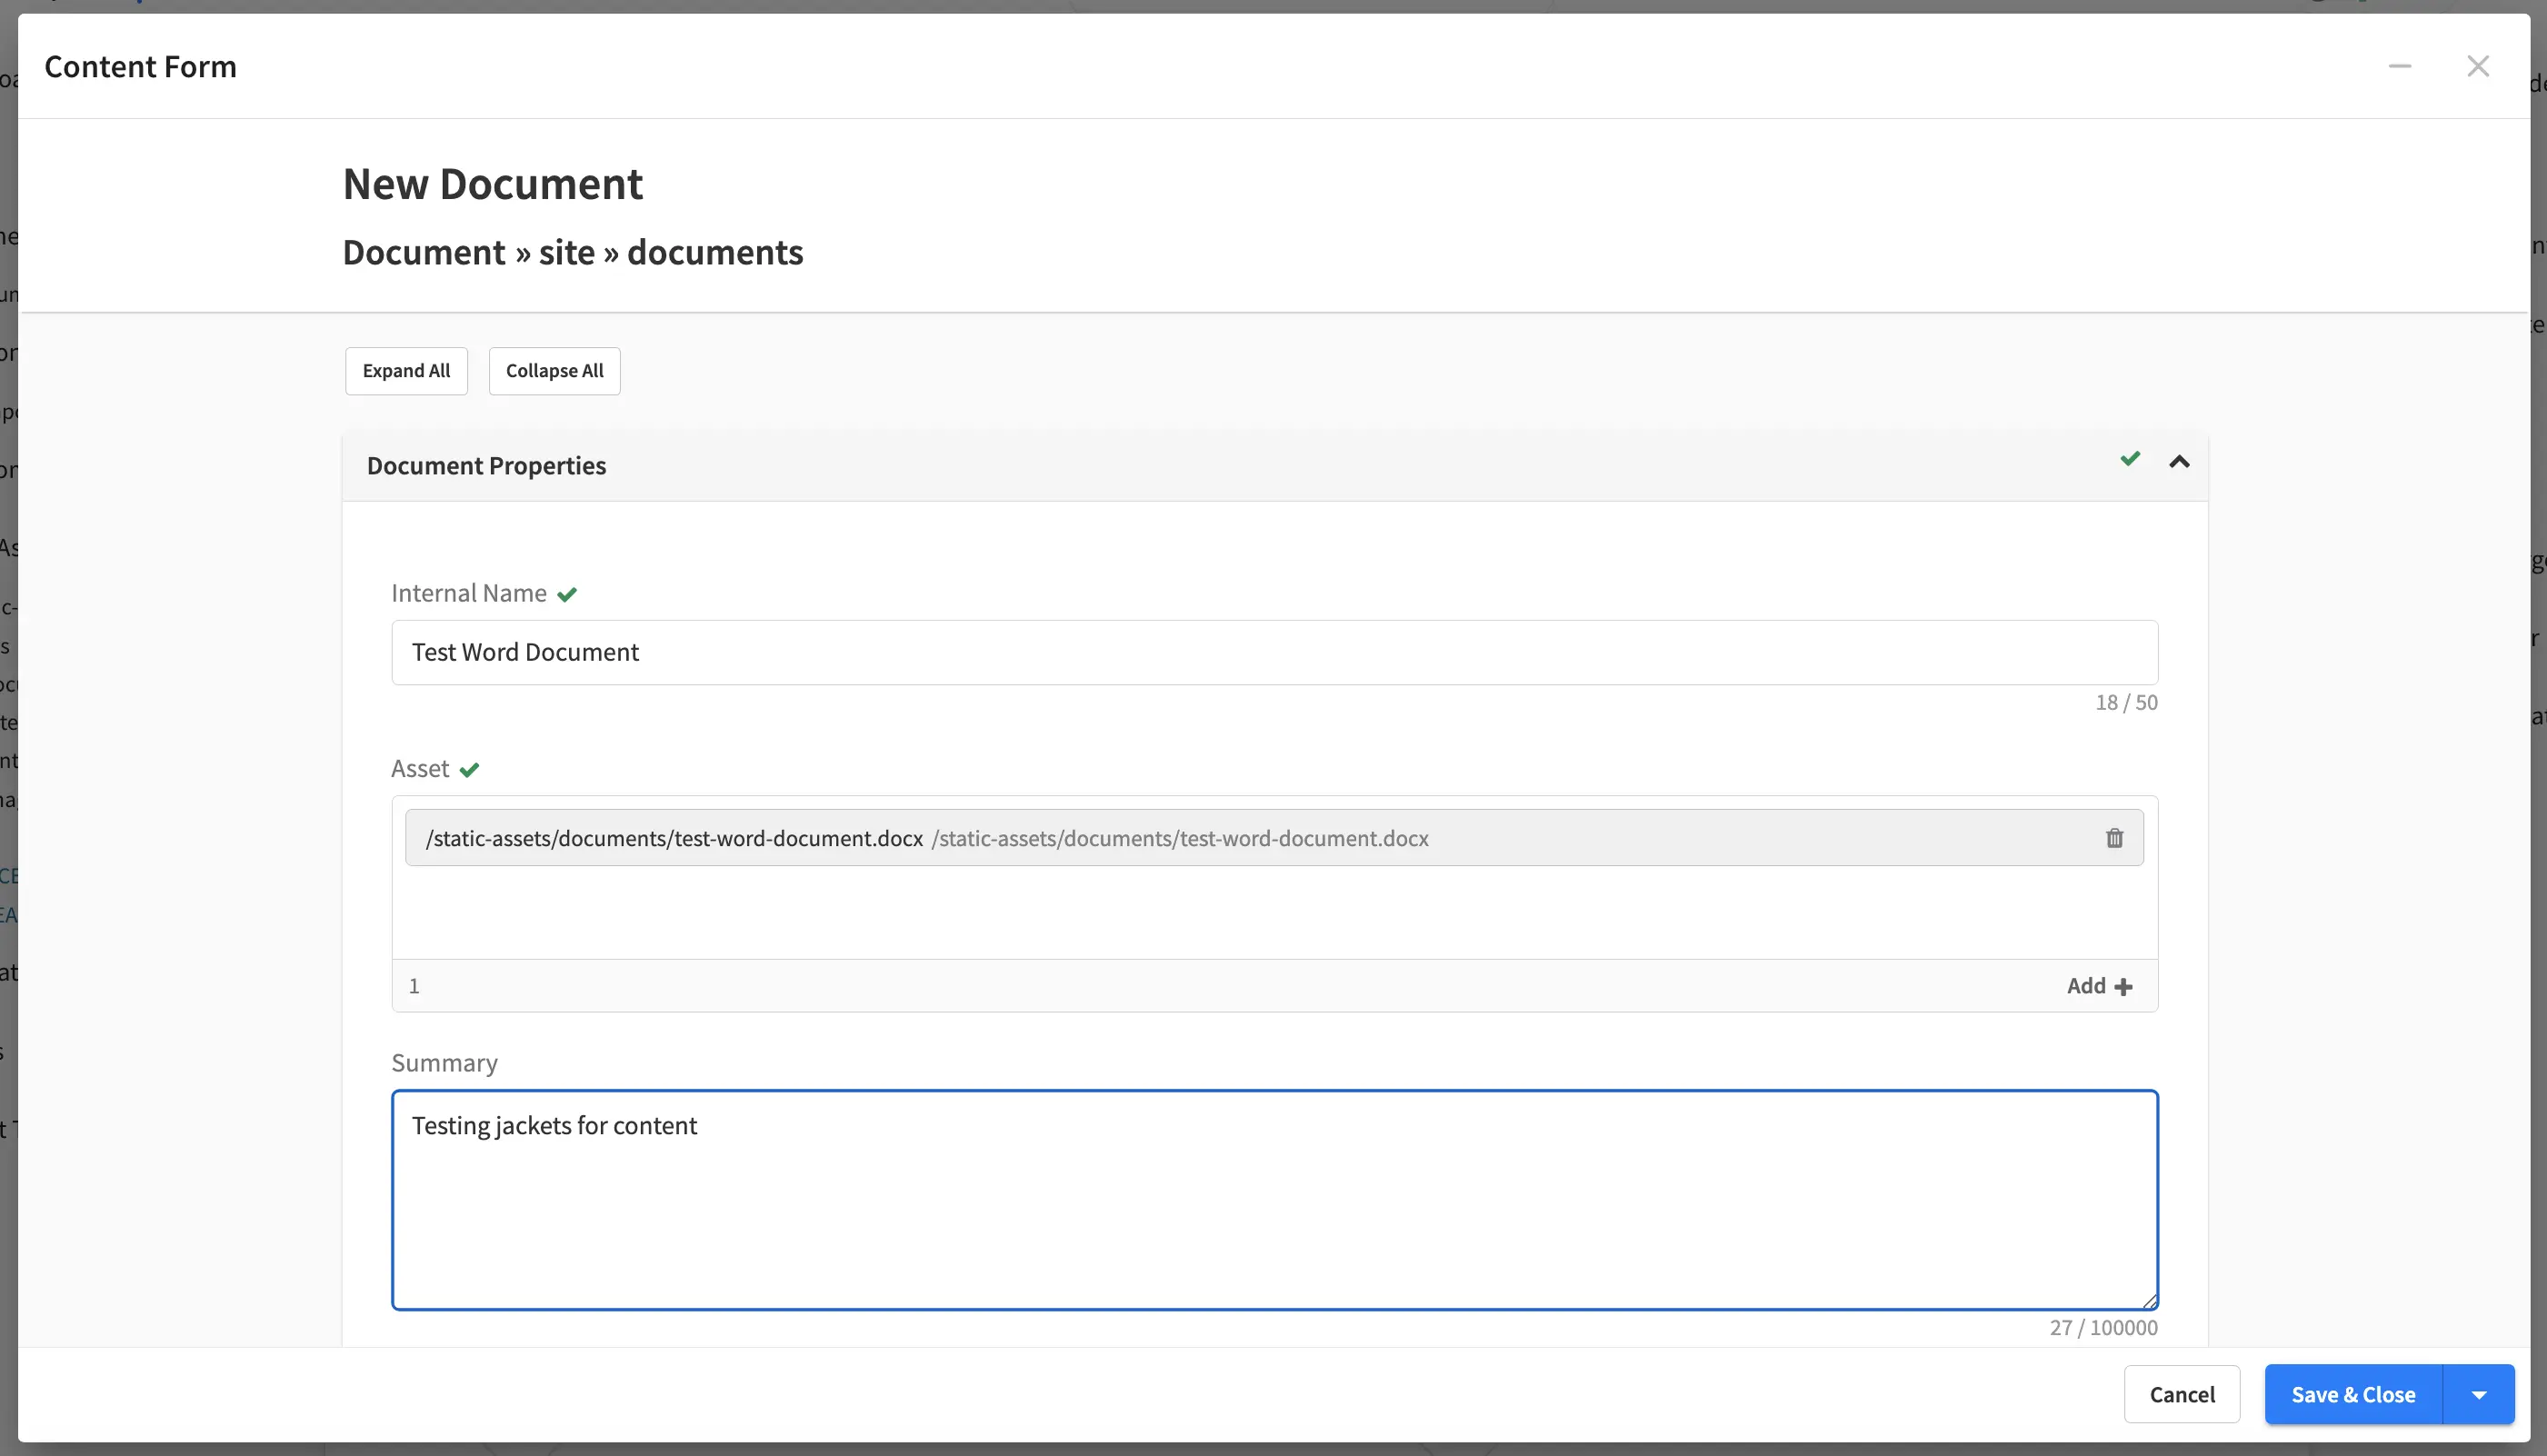 Content Form
New Document
Document » site » documents
Expand All
Collapse All
Document Properties
Internal Name
Test Word Document
18 / 50
Asset
/static-assets/documents/test-word-document.docx /static-assets/documents/test-word-document.docx
1
Add
Summary
Testing jackets for content
27 / 100000
Cancel
Save & Close